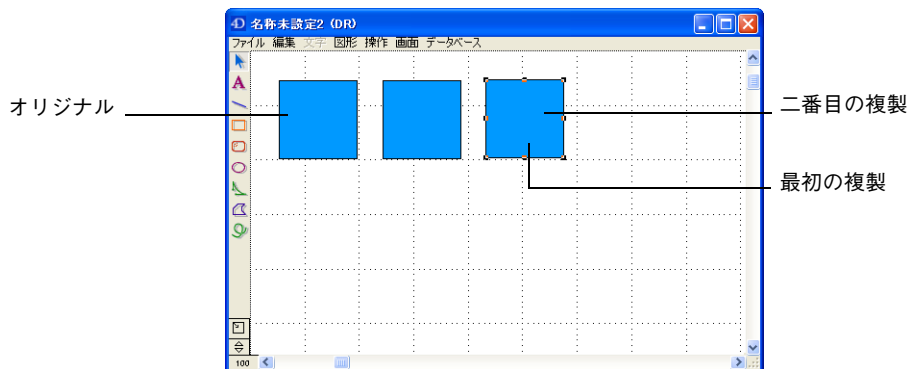 名称未設定2 (DR)
ファイル 編集 文字 図形 操作 画面 データベース
A
オリジナル
二番目の複製
最初の複製
100